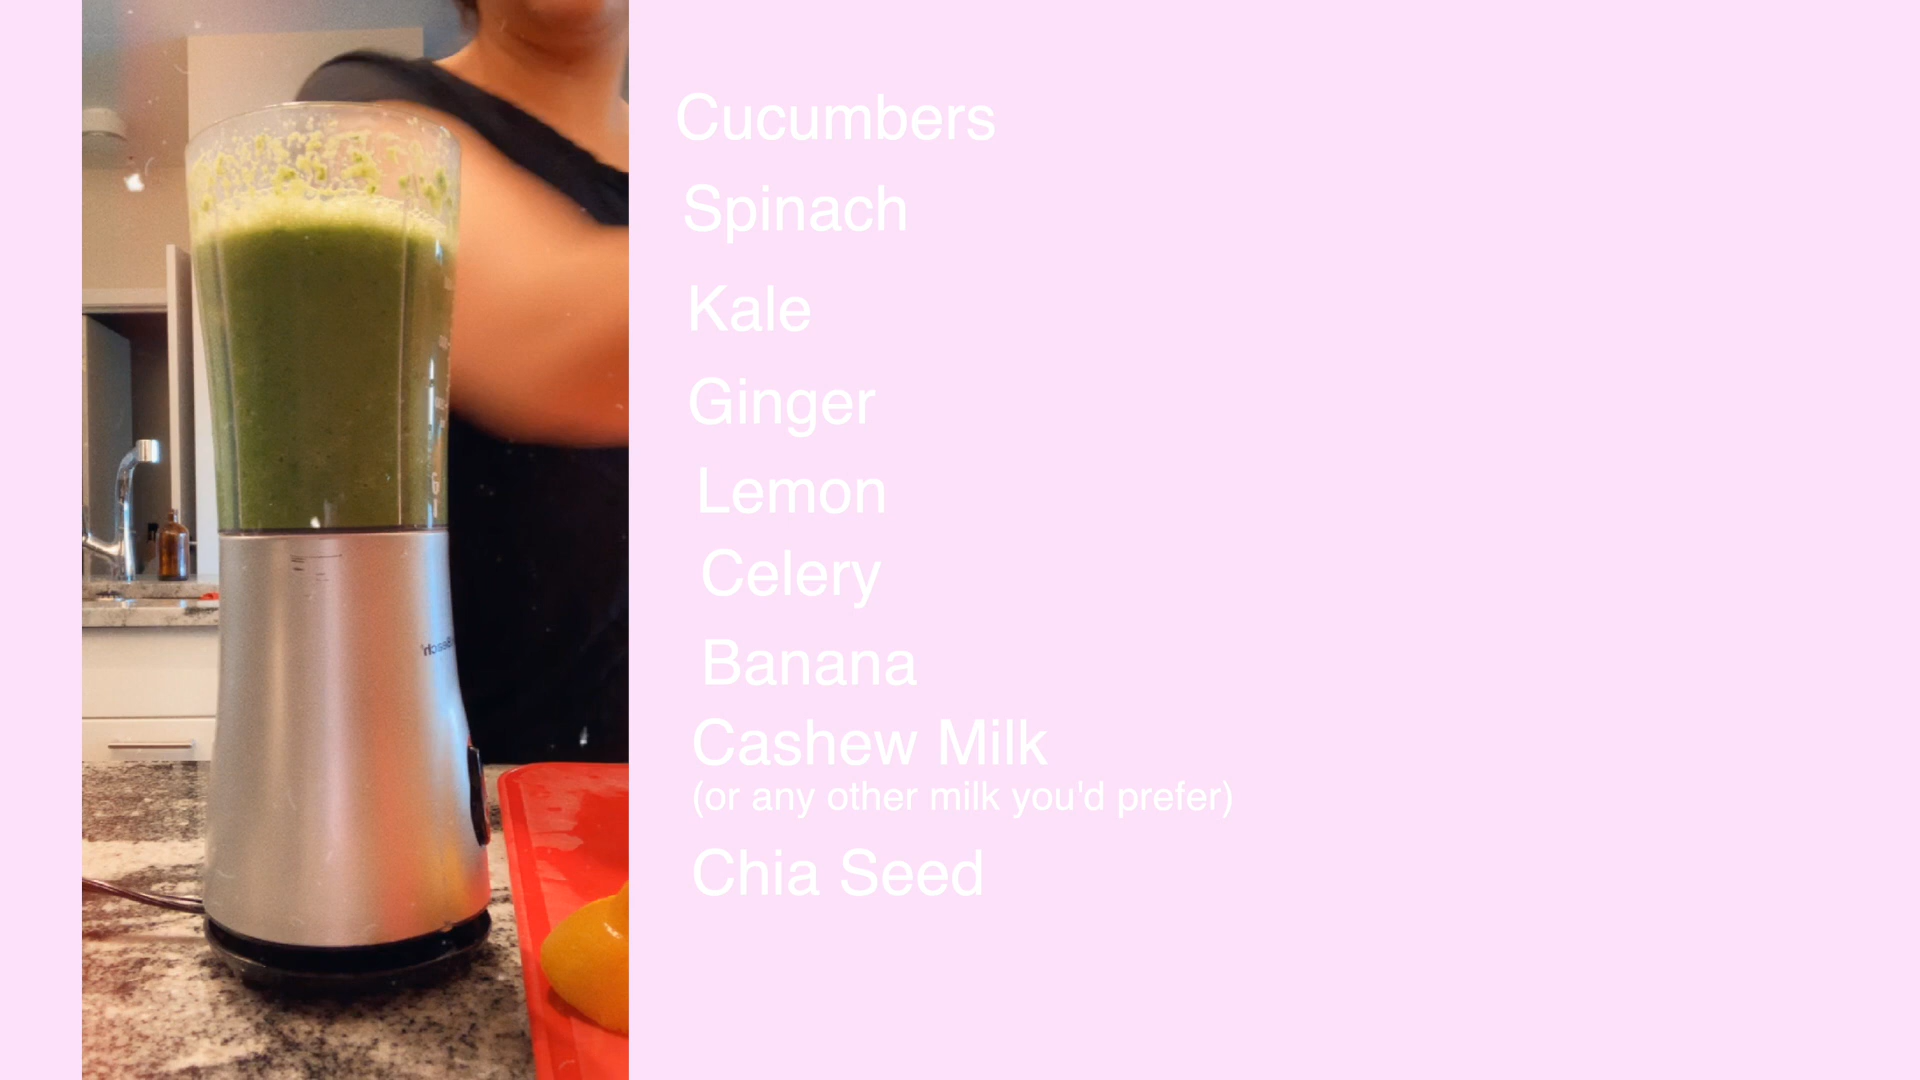 Cucumbers
Spinach
Kale
Ginger
Lemon
Celery
Banana
Cashew Milk
(or any other milk you'd prefer)
Chia Seed